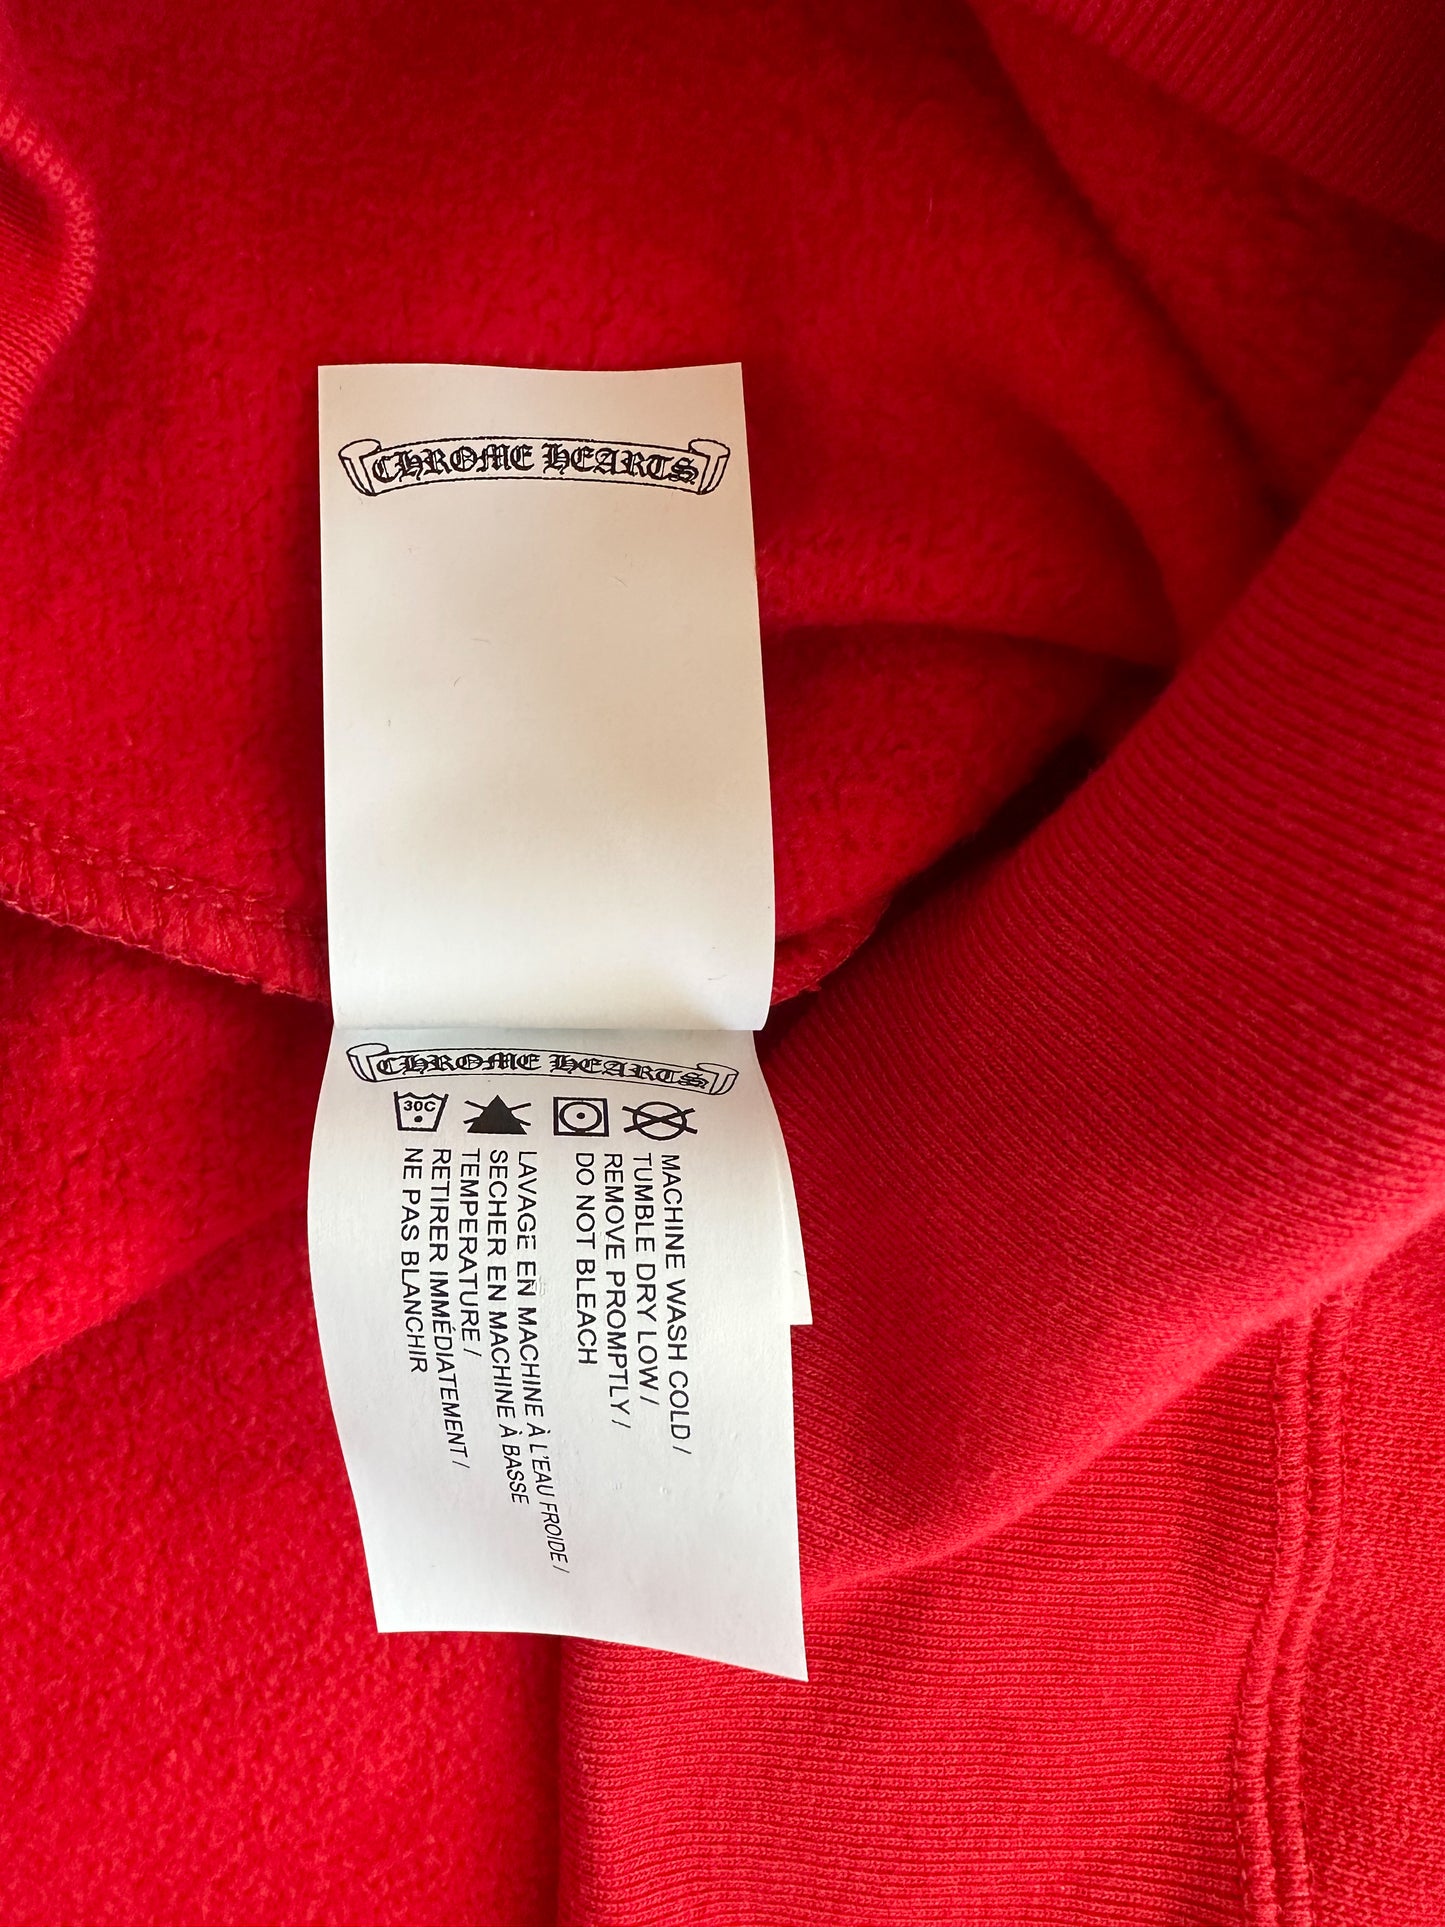 CHROME HEARTS
CHROME HEARTS
30C
MACHINE WASH COLD /
TUMBLE DRY LOW /
REMOVE PROMPTLY /
DO NOT BLEACH
LAVAGE EN MACHINE À L'EAU FROIDE /
SECHER EN MACHINE À BASSE
TEMPERATURE /
RETIRER IMMÉDIATEMENT /
NE PAS BLANCHIR